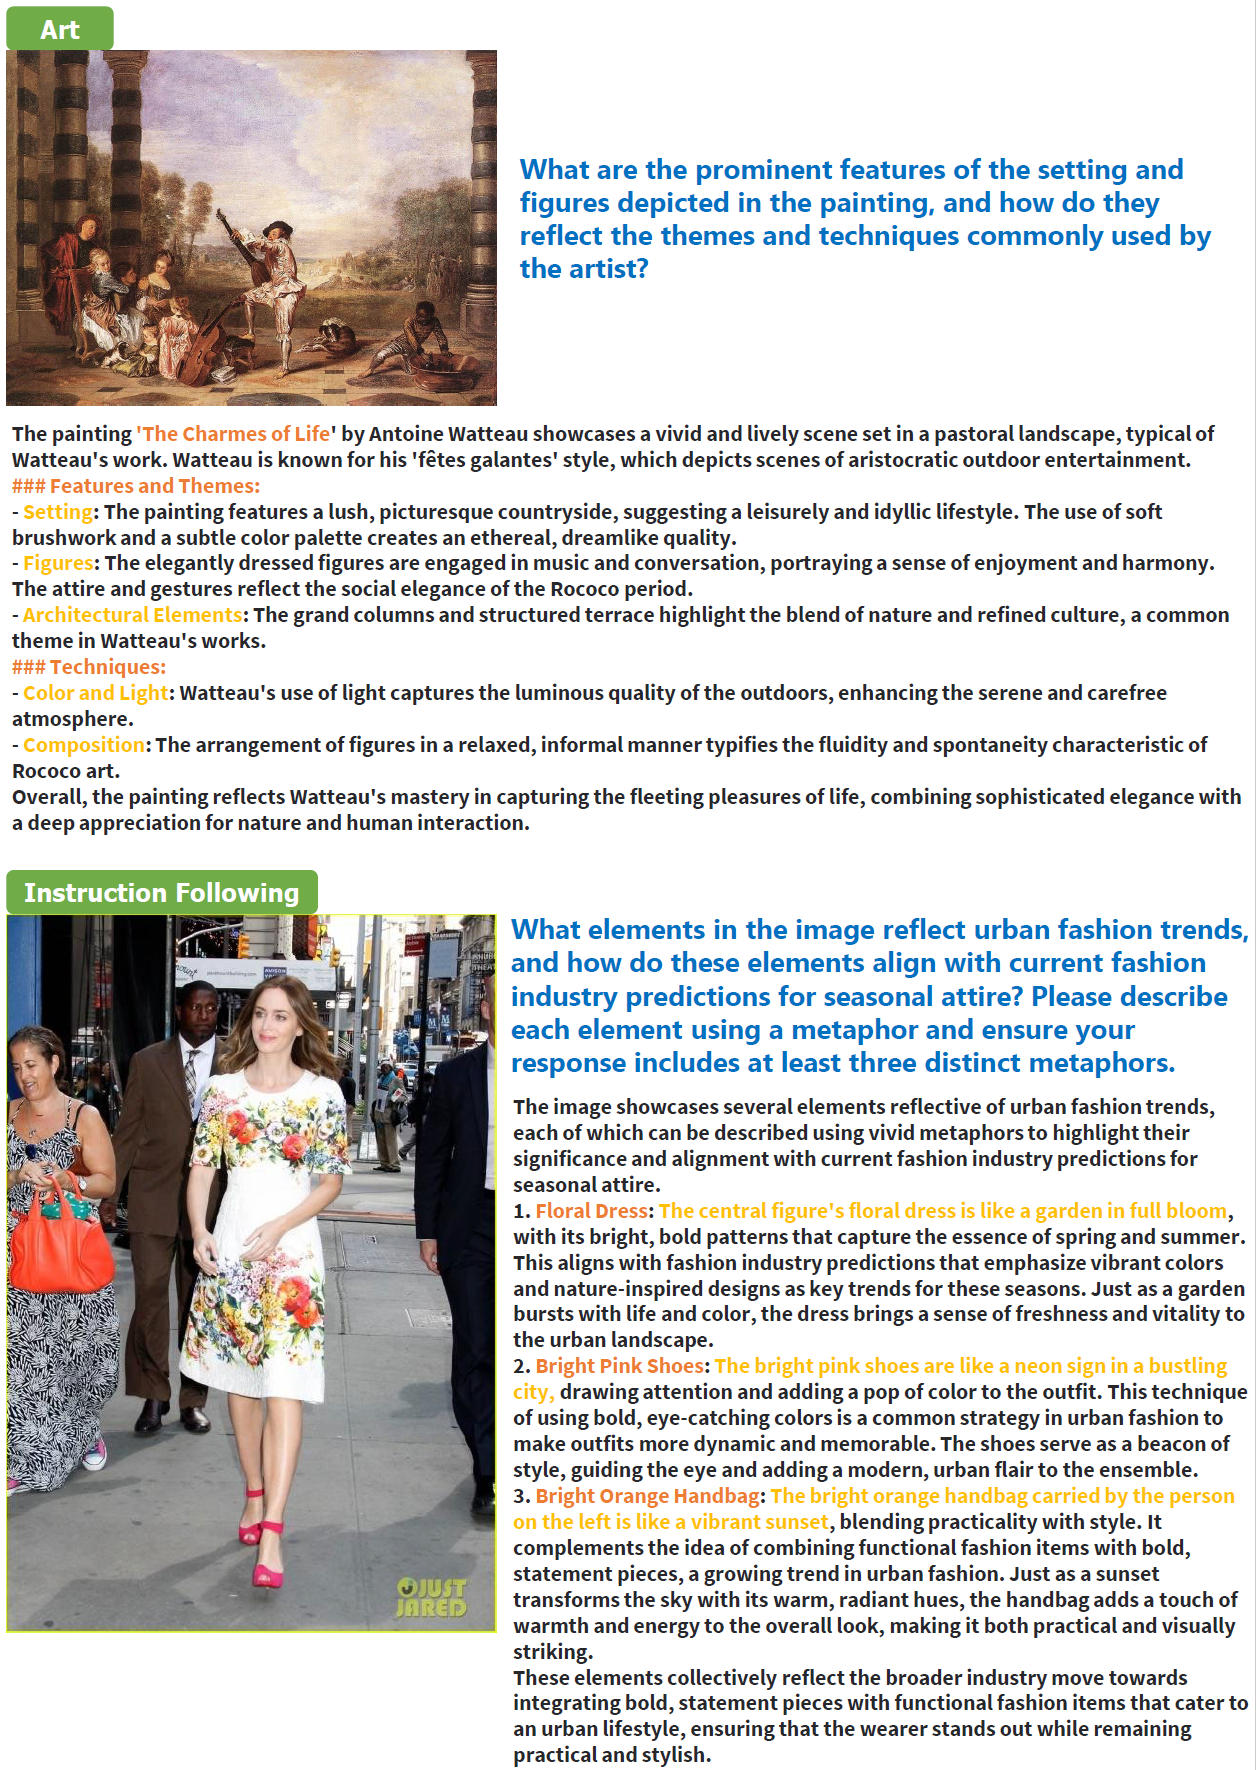 Art
What are the prominent features of the setting and
figures depicted in the painting, and how do they
reflect the themes and techniques commonly used by
the artist?
The painting 'The Charmes of Life' by Antoine Watteau showcases a vivid and lively scene set in a pastoral landscape, typical of
Watteau's work. Watteau is known for his 'fêtes galantes' style, which depicts scenes of aristocratic outdoor entertainment.
### Features and Themes:
- Setting: The painting features a lush, picturesque countryside, suggesting a leisurely and idyllic lifestyle. The use of soft
brushwork and a subtle color palette creates an ethereal, dreamlike quality.
- Figures: The elegantly dressed figures are engaged in music and conversation, portraying a sense of enjoyment and harmony.
The attire and gestures reflect the social elegance of the Rococo period.
- Architectural Elements: The grand columns and structured terrace highlight the blend of nature and refined culture, a common
theme in Watteau's works.
### Techniques:
- Color and Light: Watteau's use of light captures the luminous quality of the outdoors, enhancing the serene and carefree
atmosphere.
- Composition: The arrangement of figures in a relaxed, informal manner typifies the fluidity and spontaneity characteristic of
Rococo art.
Overall, the painting reflects Watteau's mastery in capturing the fleeting pleasures of life, combining sophisticated elegance with
a deep appreciation for nature and human interaction.
Instruction Following
What elements in the image reflect urban fashion trends,
and how do these elements align with current fashion
industry predictions for seasonal attire? Please describe
each element using a metaphor and ensure your
response includes at least three distinct metaphors.
The image showcases several elements reflective of urban fashion trends,
each of which can be described using vivid metaphors to highlight their
significance and alignment with current fashion industry predictions for
seasonal attire.
1. Floral Dress: The central figure's floral dress is like a garden in full bloom,
with its bright, bold patterns that capture the essence of spring and summer.
This aligns with fashion industry predictions that emphasize vibrant colors
and nature-inspired designs as key trends for these seasons. Just as a garden
bursts with life and color, the dress brings a sense of freshness and vitality to
the urban landscape.
2. Bright Pink Shoes: The bright pink shoes are like a neon sign in a bustling
city, drawing attention and adding a pop of color to the outfit. This technique
of using bold, eye-catching colors is a common strategy in urban fashion to
make outfits more dynamic and memorable. The shoes serve as a beacon of
style, guiding the eye and adding a modern, urban flair to the ensemble.
3. Bright Orange Handbag: The bright orange handbag carried by the person
on the left is like a vibrant sunset, blending practicality with style. It
complements the idea of combining functional fashion items with bold,
statement pieces, a growing trend in urban fashion. Just as a sunset
transforms the sky with its warm, radiant hues, the handbag adds a touch of
warmth and energy to the overall look, making it both practical and visually
striking.
These elements collectively reflect the broader industry move towards
integrating bold, statement pieces with functional fashion items that cater to
an urban lifestyle, ensuring that the wearer stands out while remaining
practical and stylish.
JUST
JARED